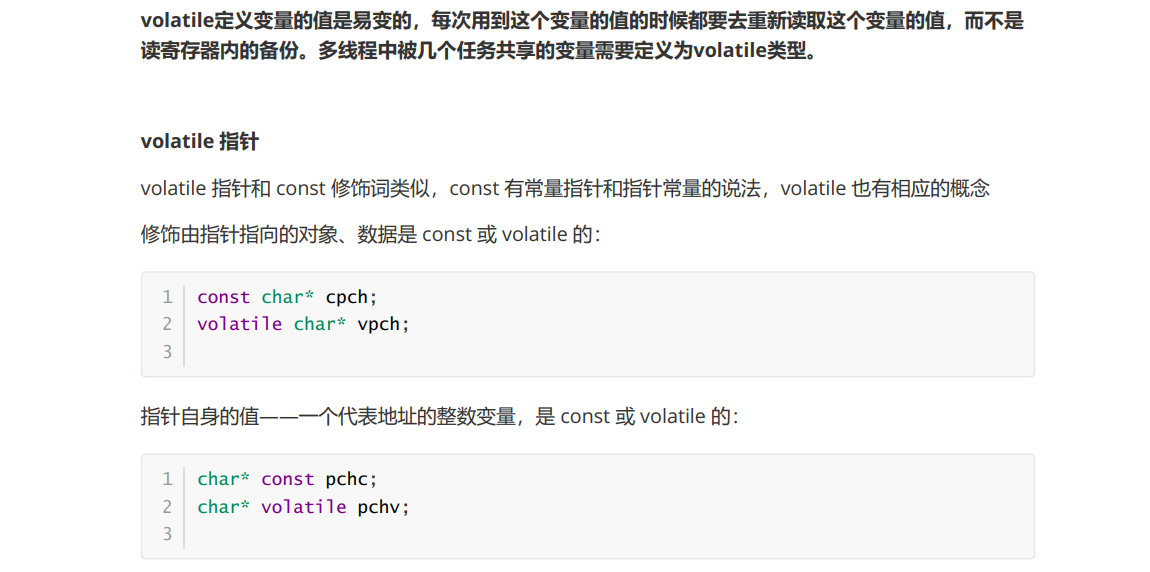 volatile定义变量的值是易变的，每次用到这个变量的值的时候都要去重新读取这个变量的值，而不是
读寄存器内的备份。多线程中被几个任务共享的变量需要定义为volatile类型。
volatile 指针
volatile 指针和 const 修饰词类似，const 有常量指针和指针常量的说法，volatile 也有相应的概念
修饰由指针指向的对象、数据是 const 或 volatile 的：
1 const char* cpch;
2 volatile char* vpch;
3
指针自身的值——一个代表地址的整数变量，是 const 或 volatile 的：
1 char* const pchc;
2 char* volatile pchv;
3